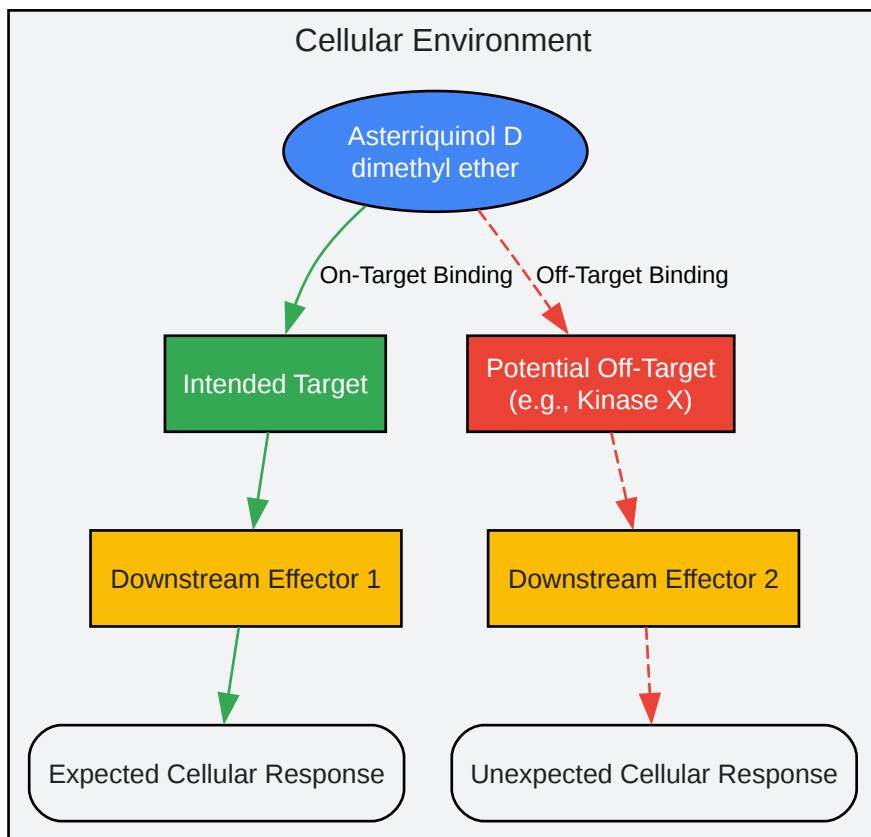 Cellular Environment
Asterriquinol D
dimethyl ether
On-Target Binding
Off-Target Binding
Intended Target
Potential Off-Target
(e.g., Kinase X)
Downstream Effector 1
Downstream Effector 2
Expected Cellular Response
Unexpected Cellular Response